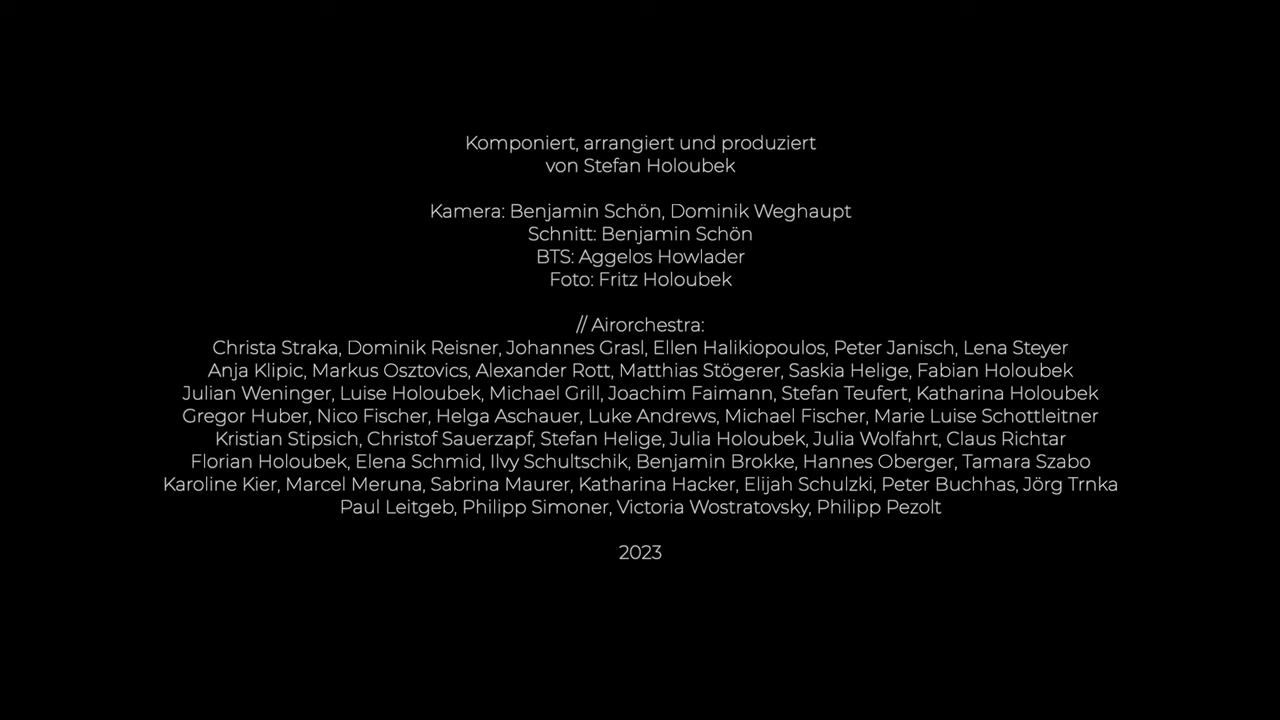 Komponiert, arrangiert und produziert
von Stefan Holoubek
Kamera: Benjamin Schön, Dominik Weghaupt
Schnitt: Benjamin Schön
BTS: Aggelos Howlader
Foto: Fritz Holoubek
// Airorchestra:
Christa Straka, Dominik Reisner, Johannes Grasl, Ellen Halikiopoulos, Peter Janisch, Lena Steyer
Anja Klipic, Markus Osztovics, Alexander Rott, Matthias Stögerer, Saskia Helige, Fabian Holoubek
Julian Weninger, Luise Holoubek, Michael Grill, Joachim Faimann, Stefan Teufert, Katharina Holoubek
Gregor Huber, Nico Fischer, Helga Aschauer, Luke Andrews, Michael Fischer, Marie Luise Schottleitner
Kristian Stipsich, Christof Sauerzapf, Stefan Helige, Julia Holoubek, Julia Wolfahrt, Claus Richtar
Florian Holoubek, Elena Schmid, Ilvy Schultschik, Benjamin Brokke, Hannes Oberger, Tamara Szabo
Karoline Kier, Marcel Meruna, Sabrina Maurer, Katharina Hacker, Elijah Schulzki, Peter Buchhas, Jörg Trnka
Paul Leitgeb, Philipp Simoner, Victoria Wostratovsky, Philipp Pezolt
2023